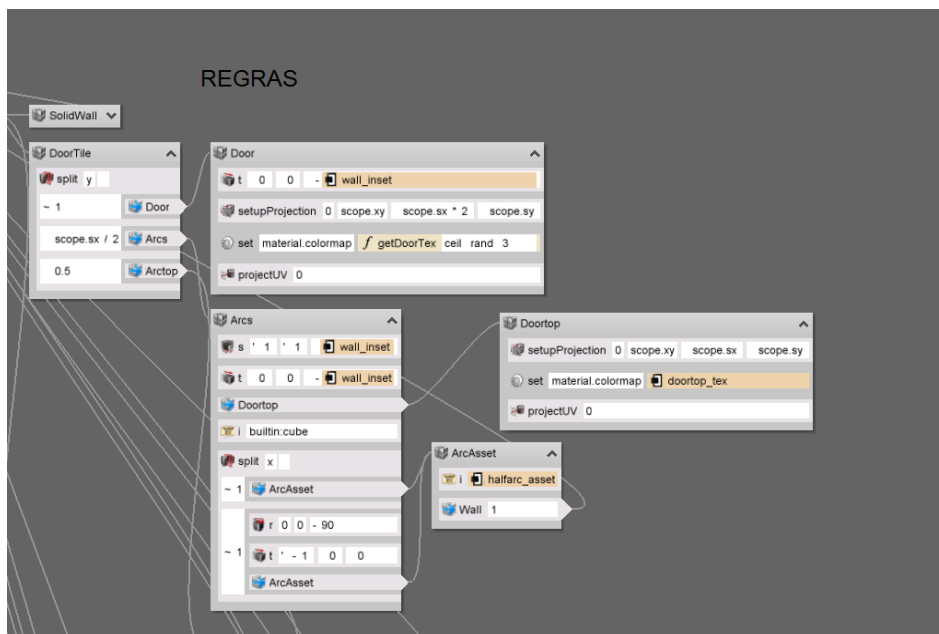 REGRAS
SolidWall
DoorTile
split y
~ 1 Door
scope.sx / 2 Arcs
0.5 Arctop
Door
t 0 0 - wall_inset
setupProjection 0 scope.xy scope.sx * 2 scope.sy
set material.colormap f getDoorTex ceil rand 3
projectUV 0
Arcs
s ' 1 ' 1 wall_inset
t 0 0 - wall_inset
Doortop
i builtin:cube
split x
~ 1 ArcAsset
~ 1
r 0 0 - 90
t ' - 1 0 0
ArcAsset
Doortop
setupProjection 0 scope.xy scope.sx scope.sy
set material.colormap doortop_tex
projectUV 0
ArcAsset
i halfarc_asset
Wall 1